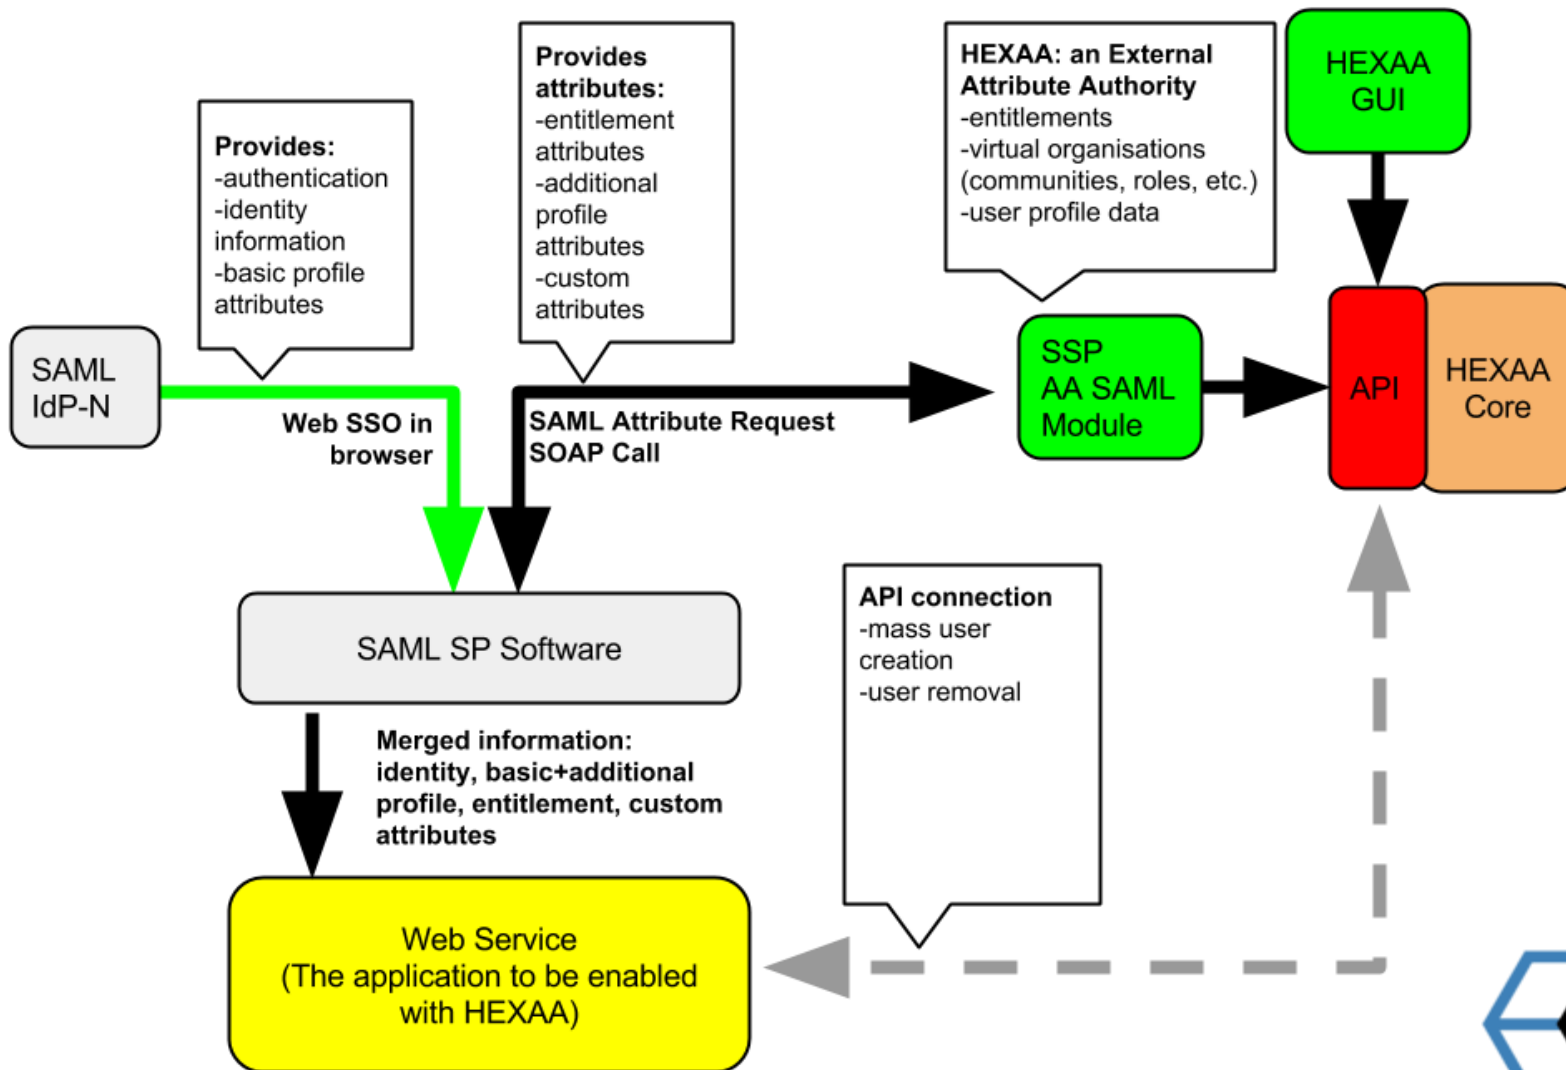 Provides:
-authentication
-identity
information
-basic profile
attributes
Provides
attributes:
-entitlement
attributes
-additional
profile
attributes
-custom
attributes
HEXAA: an External
Attribute Authority
-entitlements
-virtual organisations
(communities, roles, etc.)
-user profile data
HEXAA
GUI
SAML
IdP-N
Web SSO in
browser
SAML Attribute Request
SOAP Call
SSP
AA SAML
Module
API
HEXAA
Core
SAML SP Software
API connection
-mass user
creation
-user removal
Merged information:
identity, basic+additional
profile, entitlement, custom
attributes
Web Service
(The application to be enabled
with HEXAA)